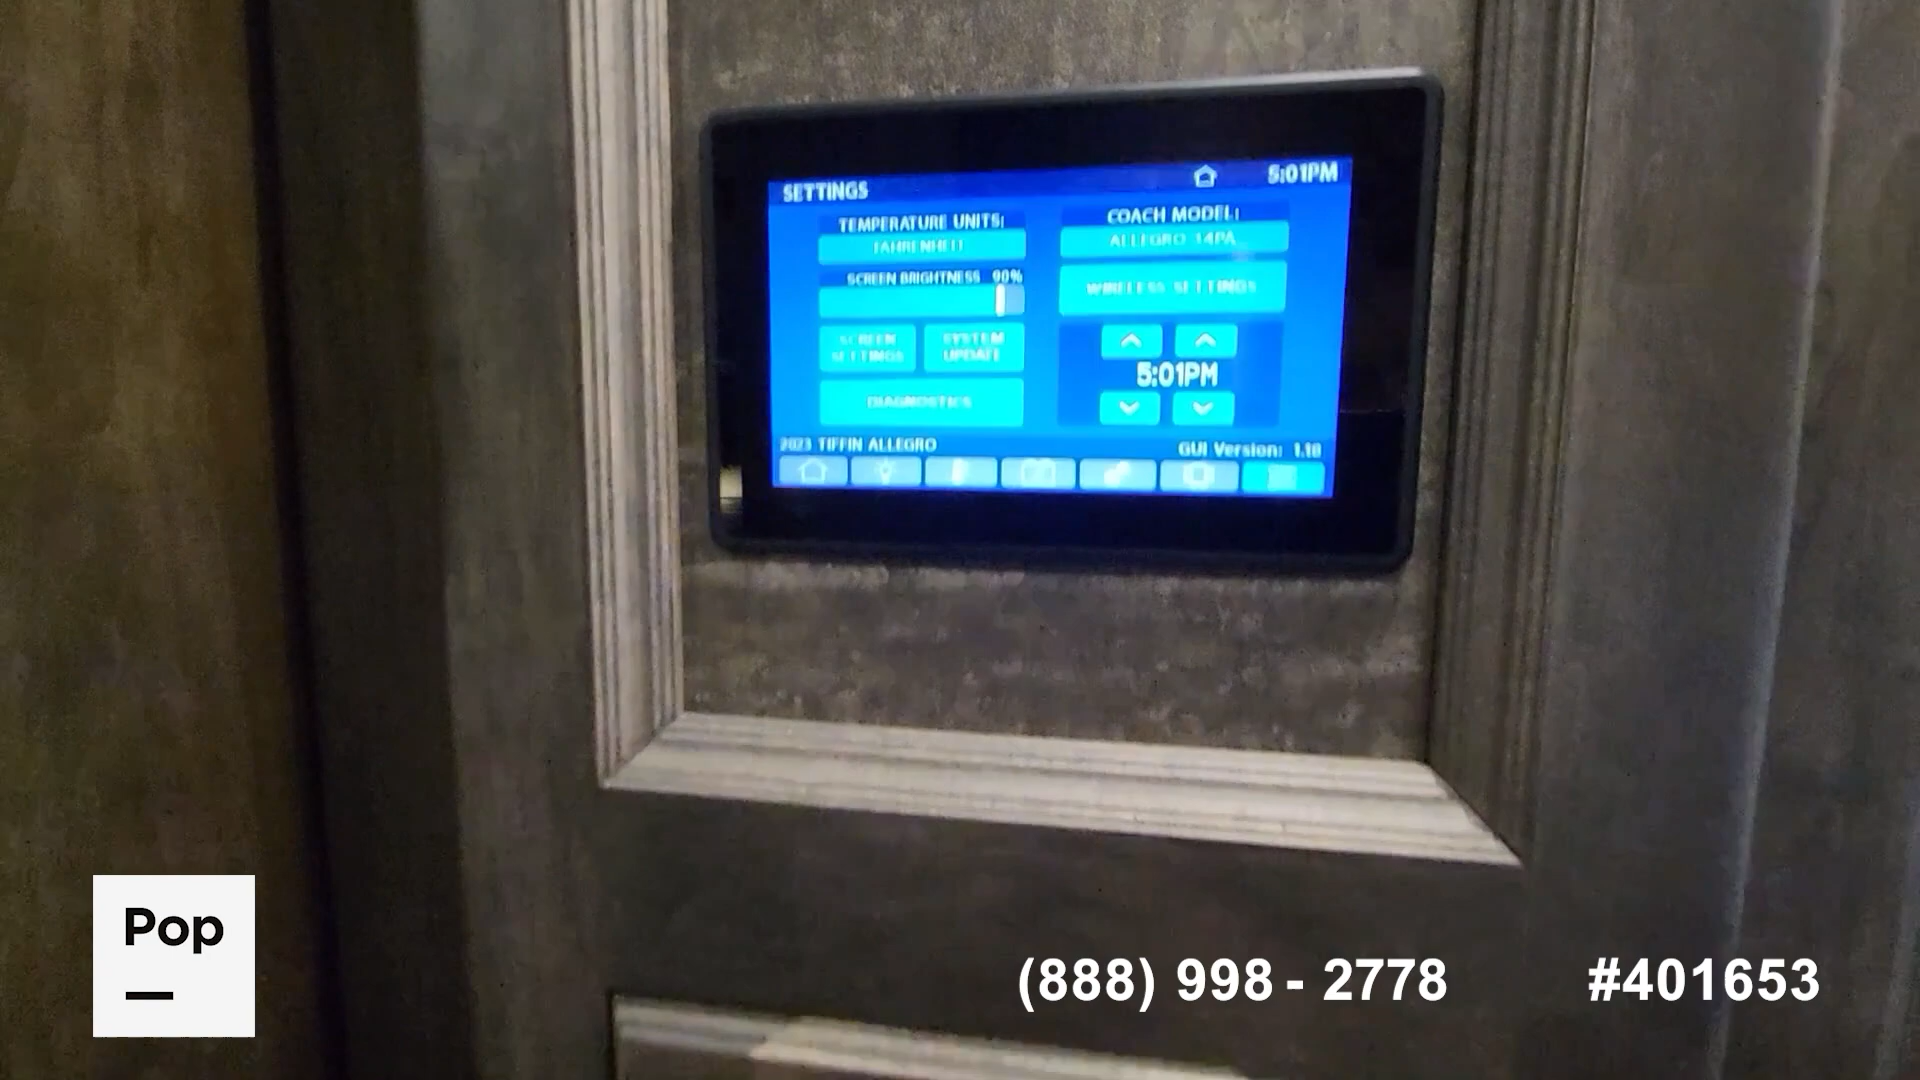 SETTINGS
5:01PM
TEMPERATURE UNITS:
FAHRENHEIT
SCREEN BRIGHTNESS 90%
SCREEN
SETTINGS
SYSTEM
UPDATE
DIAGNOSTICS
COACH MODEL:
ALLEGRO 14PA
WIRELESS SETTINGS
5:01PM
2023 TIFFIN ALLEGRO
GUI Version: 1.18
Pop
(888) 998 - 2778
#401653